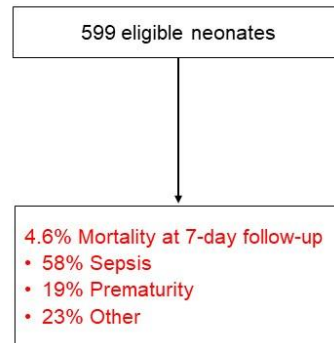 599 eligible neonates
4.6% Mortality at 7-day follow-up
• 58% Sepsis
• 19% Prematurity
• 23% Other